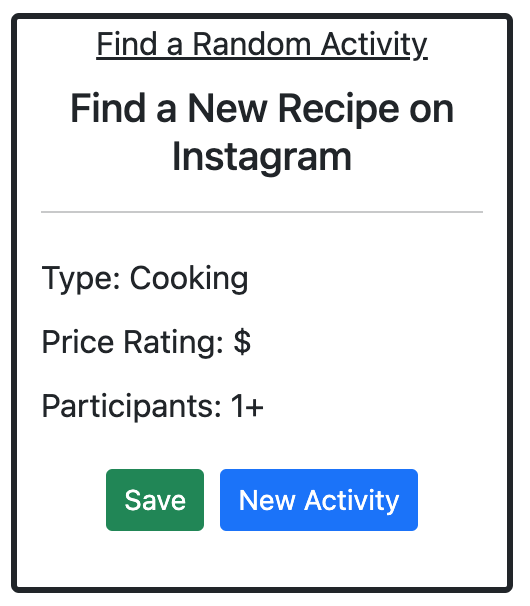 Find a Random Activity
Find a New Recipe on
Instagram
Type: Cooking
Price Rating: $
Participants: 1+
Save New Activity